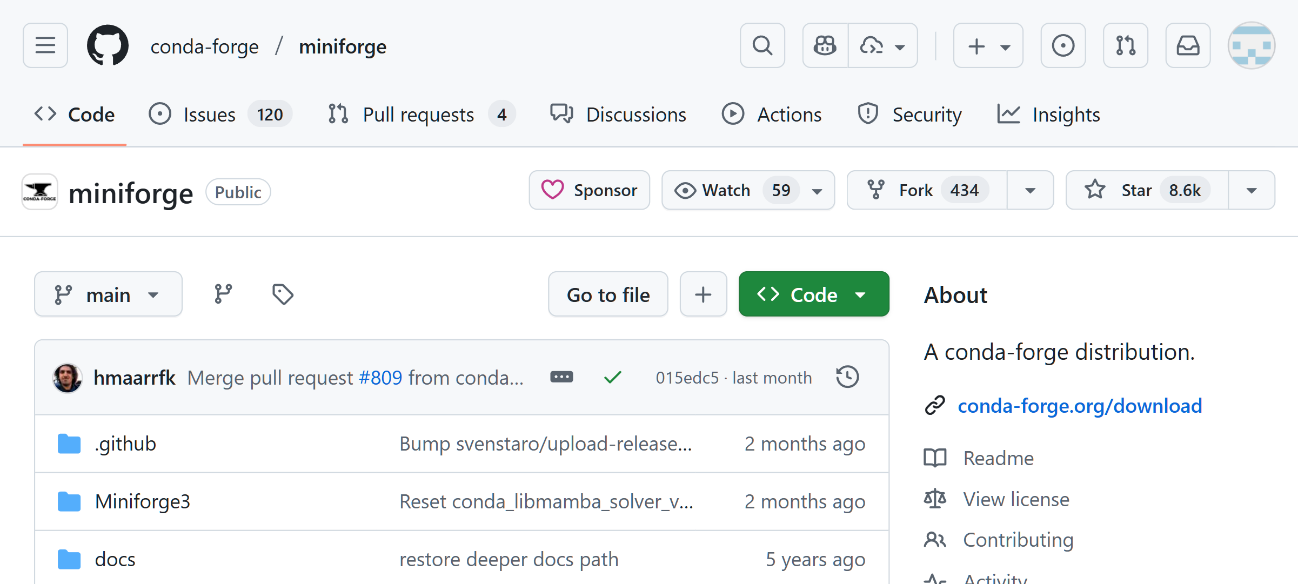 conda-forge / miniforge
Code Issues 120 Pull requests 4 Discussions Actions Security Insights
CONDA-FORGE miniforge Public Sponsor Watch 59 Fork 434 Star 8.6k
main Go to file + Code About
A conda-forge distribution.
hmaarrfk Merge pull request #809 from conda... 015edc5 · last month
conda-forge.org/download
.github Bump svenstaro/upload-release... 2 months ago
Readme
Miniforge3 Reset conda_libmamba_solver_v... 2 months ago
View license
Contributing
docs restore deeper docs path 5 years ago
Activity